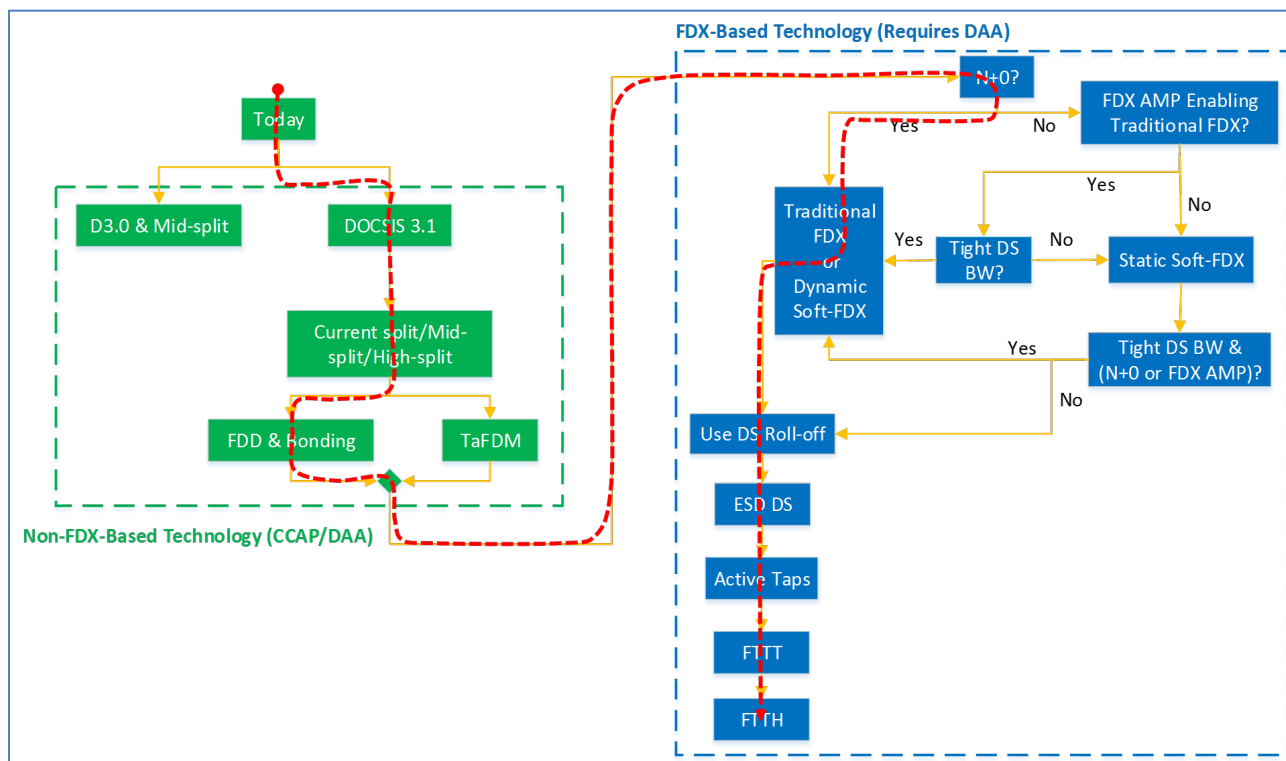 FDX-Based Technology (Requires DAA)
N+0?
Today
FDX AMP Enabling
Traditional FDX?
Yes
No
Yes
No
D3.0 & Mid-split
DOCSIS 3.1
Traditional
FDX
or
Dynamic
Soft-FDX
Yes
Tight DS
BW?
No
Static Soft-FDX
Current split/Mid-
split/High-split
Yes
Tight DS BW &
(N+0 or FDX AMP)?
No
FDD & Bonding
TaFDM
Use DS Roll-off
ESD DS
Non-FDX-Based Technology (CCAP/DAA)
Active Taps
FTTT
FTTH